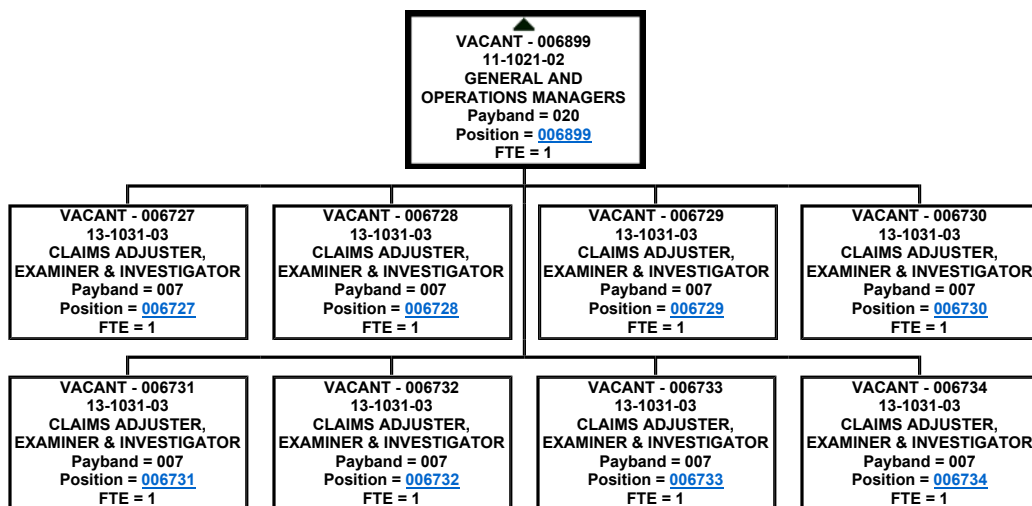 VACANT - 006899
11-1021-02
GENERAL AND
OPERATIONS MANAGERS
Payband = 020
Position = 006899
FTE = 1
VACANT - 006727
13-1031-03
CLAIMS ADJUSTER,
EXAMINER & INVESTIGATOR
Payband = 007
Position = 006727
FTE = 1
VACANT - 006728
13-1031-03
CLAIMS ADJUSTER,
EXAMINER & INVESTIGATOR
Payband = 007
Position = 006728
FTE = 1
VACANT - 006729
13-1031-03
CLAIMS ADJUSTER,
EXAMINER & INVESTIGATOR
Payband = 007
Position = 006729
FTE = 1
VACANT - 006730
13-1031-03
CLAIMS ADJUSTER,
EXAMINER & INVESTIGATOR
Payband = 007
Position = 006730
FTE = 1
VACANT - 006731
13-1031-03
CLAIMS ADJUSTER,
EXAMINER & INVESTIGATOR
Payband = 007
Position = 006731
FTE = 1
VACANT - 006732
13-1031-03
CLAIMS ADJUSTER,
EXAMINER & INVESTIGATOR
Payband = 007
Position = 006732
FTE = 1
VACANT - 006733
13-1031-03
CLAIMS ADJUSTER,
EXAMINER & INVESTIGATOR
Payband = 007
Position = 006733
FTE = 1
VACANT - 006734
13-1031-03
CLAIMS ADJUSTER,
EXAMINER & INVESTIGATOR
Payband = 007
Position = 006734
FTE = 1